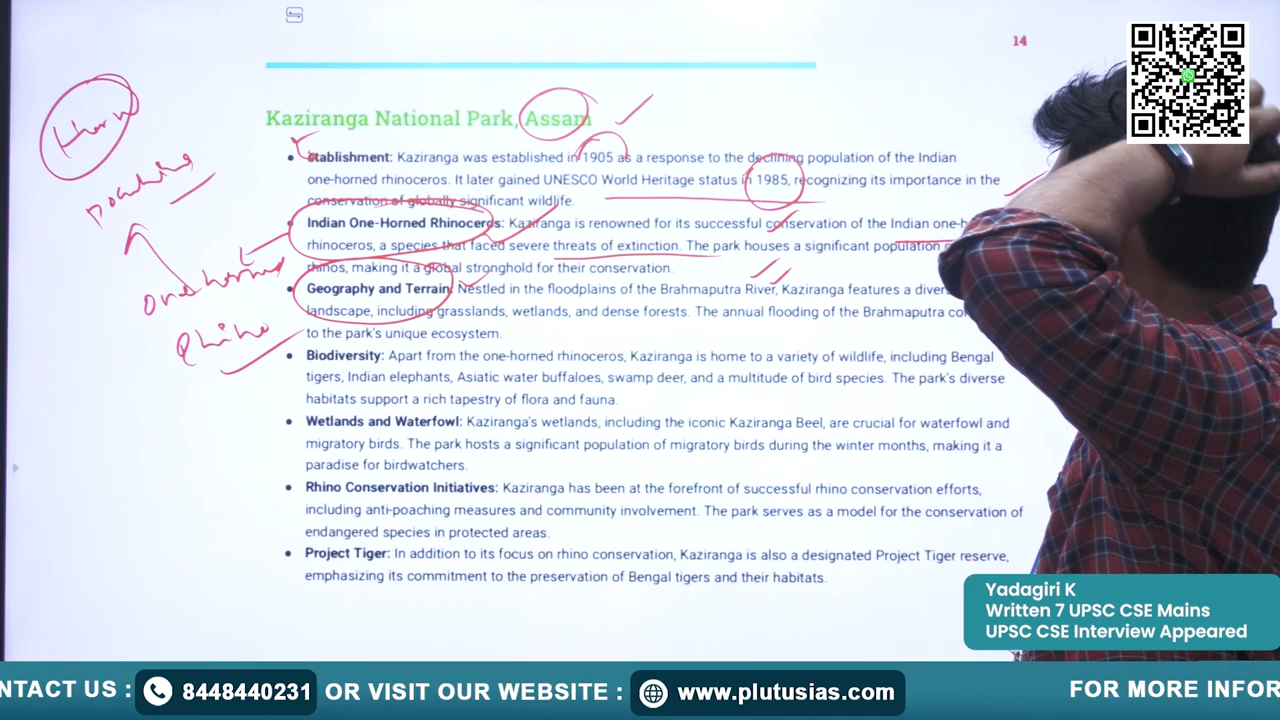 14
Kaziranga National Park, Assam
Horn
poaching
one horned
Rhino
• Establishment: Kaziranga was established in 1905 as a response to the declining population of the Indian
one-horned rhinoceros. It later gained UNESCO World Heritage status in 1985, recognizing its importance in the
conservation of globally significant wildlife.
• Indian One-Horned Rhinoceros: Kaziranga is renowned for its successful conservation of the Indian one-h
rhinoceros, a species that faced severe threats of extinction. The park houses a significant population
rhinos, making it a global stronghold for their conservation.
• Geography and Terrain: Nestled in the floodplains of the Brahmaputra River, Kaziranga features a divers
landscape, including grasslands, wetlands, and dense forests. The annual flooding of the Brahmaputra co
to the park's unique ecosystem.
• Biodiversity: Apart from the one-horned rhinoceros, Kaziranga is home to a variety of wildlife, including Bengal
tigers, Indian elephants, Asiatic water buffaloes, swamp deer, and a multitude of bird species. The park's diverse
habitats support a rich tapestry of flora and fauna.
• Wetlands and Waterfowl: Kaziranga's wetlands, including the iconic Kaziranga Beel, are crucial for waterfowl and
migratory birds. The park hosts a significant population of migratory birds during the winter months, making it a
paradise for birdwatchers.
• Rhino Conservation Initiatives: Kaziranga has been at the forefront of successful rhino conservation efforts,
including anti-poaching measures and community involvement. The park serves as a model for the conservation of
endangered species in protected areas.
• Project Tiger: In addition to its focus on rhino conservation, Kaziranga is also a designated Project Tiger reserve,
emphasizing its commitment to the preservation of Bengal tigers and their habitats.
Yadagiri K
Written 7 UPSC CSE Mains
UPSC CSE Interview Appeared
NTACT US : 8448440231 OR VISIT OUR WEBSITE : www.plutusias.com FOR MORE INFOR